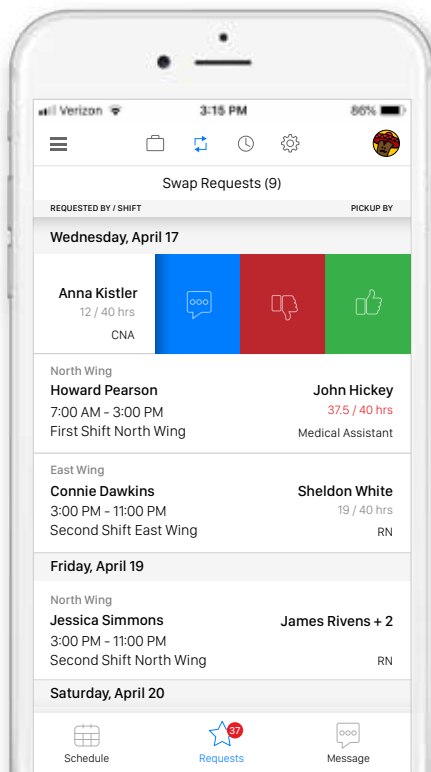 Verizon 3:15 PM 86%
Swap Requests (9)
REQUESTED BY / SHIFT PICKUP BY
Wednesday, April 17
Anna Kistler
12 / 40 hrs
CNA
North Wing
Howard Pearson John Hickey
7:00 AM - 3:00 PM 37.5 / 40 hrs
First Shift North Wing Medical Assistant
East Wing
Connie Dawkins Sheldon White
3:00 PM - 11:00 PM 19 / 40 hrs
Second Shift East Wing RN
Friday, April 19
North Wing
Jessica Simmons James Rivens + 2
3:00 PM - 11:00 PM
Second Shift North Wing RN
Saturday, April 20
37
Schedule Requests Message